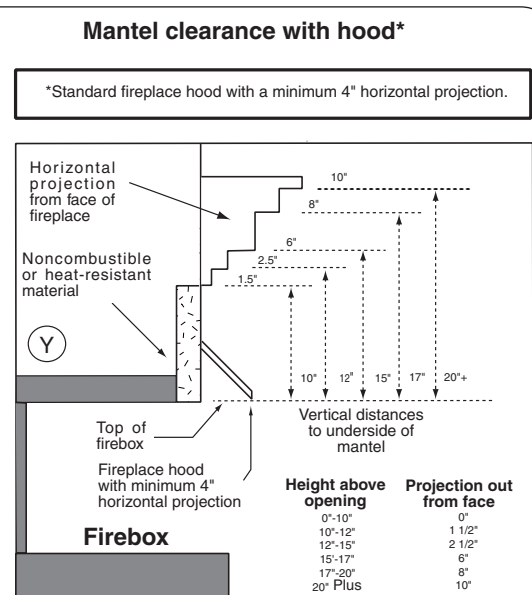 Mantel clearance with hood*
*Standard fireplace hood with a minimum 4" horizontal projection.
Horizontal
projection
from face of
fireplace
Noncombustible
or heat-resistant
material
Y
10"
8"
6"
2.5"
1.5"
10"
12"
15"
17"
20"+
Top of
firebox
Vertical distances
to underside of
mantel
Fireplace hood
with minimum 4"
horizontal projection
Firebox
Height above
opening
Projection out
from face
0"-10" 0"
10"-12" 1 1/2"
12"-15" 2 1/2"
15'-17" 6"
17"-20" 8"
20" Plus 10"